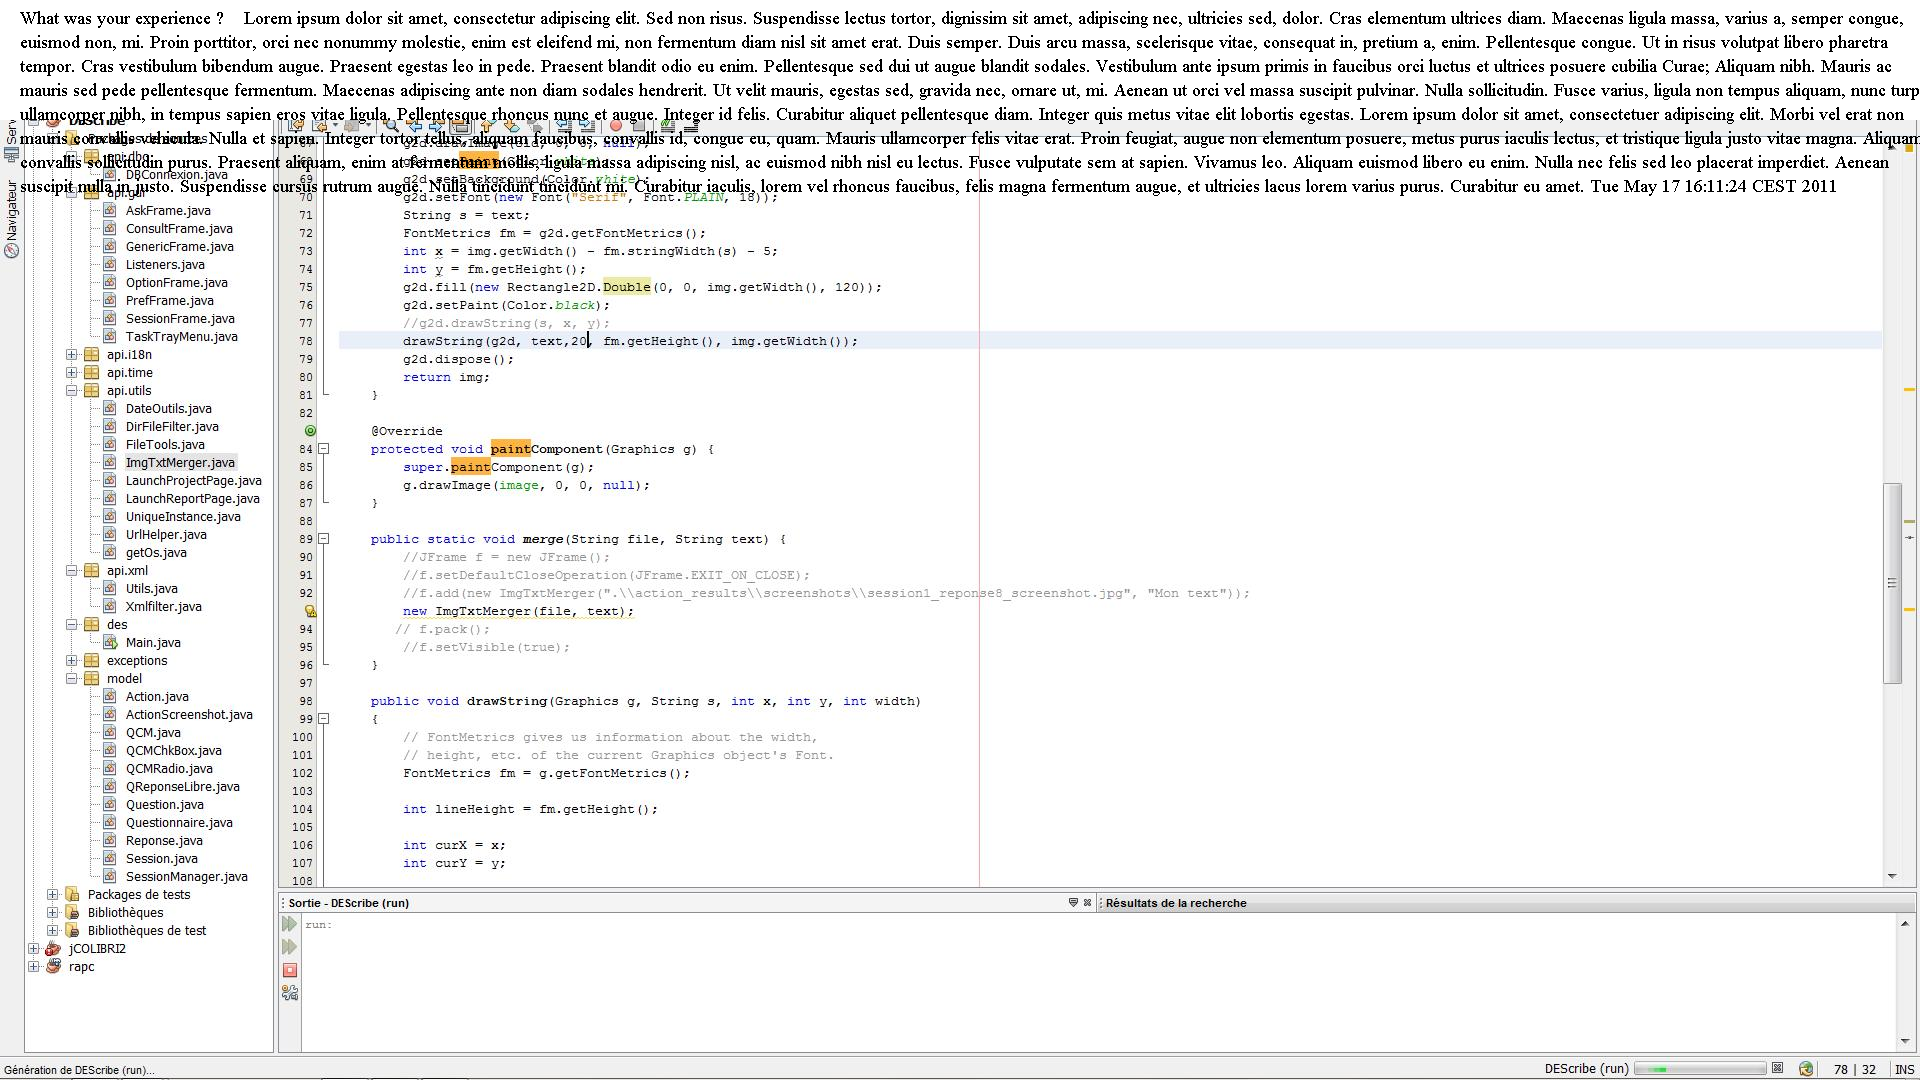 What was your experience ?    Lorem ipsum dolor sit amet, consectetur adipiscing elit. Sed non risus. Suspendisse lectus tortor, dignissim sit amet, adipiscing nec, ultricies sed, dolor. Cras elementum ultrices diam. Maecenas ligula massa, varius a, semper congue,
euismod non, mi. Proin porttitor, orci nec nonummy molestie, enim est eleifend mi, non fermentum diam nisl sit amet erat. Duis semper. Duis arcu massa, scelerisque vitae, consequat in, pretium a, enim. Pellentesque congue. Ut in risus volutpat libero pharetra
tempor. Cras vestibulum bibendum augue. Praesent egestas leo in pede. Praesent blandit odio eu enim. Pellentesque sed dui ut augue blandit sodales. Vestibulum ante ipsum primis in faucibus orci luctus et ultrices posuere cubilia Curae; Aliquam nibh. Mauris ac
mauris sed pede pellentesque fermentum. Maecenas adipiscing ante non diam sodales hendrerit. Ut velit mauris, egestas sed, gravida nec, ornare ut, mi. Aenean ut orci vel massa suscipit pulvinar. Nulla sollicitudin. Fusce varius, ligula non tempus aliquam, nunc turp
ullamcorper nibh, in tempus sapien eros vitae ligula. Pellentesque rhoncus nunc et augue. Integer id felis. Curabitur aliquet pellentesque diam. Integer quis metus vitae elit lobortis egestas. Lorem ipsum dolor sit amet, consectetuer adipiscing elit. Morbi vel erat non
mauris convallis vehicula. Nulla et sapien. Integer tortor tellus, aliquam faucibus, convallis id, congue eu, quam. Mauris ullamcorper felis vitae erat. Proin feugiat, augue non elementum posuere, metus purus iaculis lectus, et tristique ligula justo vitae magna. Aliquam
convallis sollicitudin purus. Praesent aliquam, enim at fermentum mollis, ligula massa adipiscing nisl, ac euismod nibh nisl eu lectus. Fusce vulputate sem at sapien. Vivamus leo. Aliquam euismod libero eu enim. Nulla nec felis sed leo placerat imperdiet. Aenean
suscipit nulla in justo. Suspendisse cursus rutrum augue. Nulla tincidunt tincidunt mi. Curabitur iaculis, lorem vel rhoncus faucibus, felis magna fermentum augue, et ultricies lacus lorem varius purus. Curabitur eu amet. Tue May 17 16:11:24 CEST 2011
Navigateur
DBConnexion.java
api.gui
AskFrame.java
ConsultFrame.java
GenericFrame.java
Listeners.java
OptionFrame.java
PrefFrame.java
SessionFrame.java
TaskTrayMenu.java
api.i18n
api.time
api.utils
DateOutils.java
DirFileFilter.java
FileTools.java
ImgTxtMerger.java
LaunchProjectPage.java
LaunchReportPage.java
UniqueInstance.java
UrlHelper.java
getOs.java
api.xml
Utils.java
Xmlfilter.java
des
Main.java
exceptions
model
Action.java
ActionScreenshot.java
QCM.java
QCMChkBox.java
QCMRadio.java
QReponseLibre.java
Question.java
Questionnaire.java
Reponse.java
Session.java
SessionManager.java
Packages de tests
Bibliothèques
Bibliothèques de test
jCOLIBRI2
rapc
69 g2d.setBackground(Color.white);
70 g2d.setFont(new Font("Serif", Font.PLAIN, 18));
71 String s = text;
72 FontMetrics fm = g2d.getFontMetrics();
73 int x = img.getWidth() - fm.stringWidth(s) - 5;
74 int y = fm.getHeight();
75 g2d.fill(new Rectangle2D.Double(0, 0, img.getWidth(), 120));
76 g2d.setPaint(Color.black);
77 //g2d.drawString(s, x, y);
78 drawString(g2d, text,20, fm.getHeight(), img.getWidth());
79 g2d.dispose();
80 return img;
81 }
82
@Override
84 protected void paintComponent(Graphics g) {
85 super.paintComponent(g);
86 g.drawImage(image, 0, 0, null);
87 }
88
89 public static void merge(String file, String text) {
90 //JFrame f = new JFrame();
91 //f.setDefaultCloseOperation(JFrame.EXIT_ON_CLOSE);
92 //f.add(new ImgTxtMerger(".\\action_results\\screenshots\\session1_reponse8_screenshot.jpg", "Mon text"));
new ImgTxtMerger(file, text);
94 // f.pack();
95 //f.setVisible(true);
96 }
97
98 public void drawString(Graphics g, String s, int x, int y, int width)
99 {
100 // FontMetrics gives us information about the width,
101 // height, etc. of the current Graphics object's Font.
102 FontMetrics fm = g.getFontMetrics();
103
104 int lineHeight = fm.getHeight();
105
106 int curX = x;
107 int curY = y;
108
Sortie - DEScribe (run)
Résultats de la recherche
run:
Génération de DEScribe (run)...
DEScribe (run)
78 | 32
INS